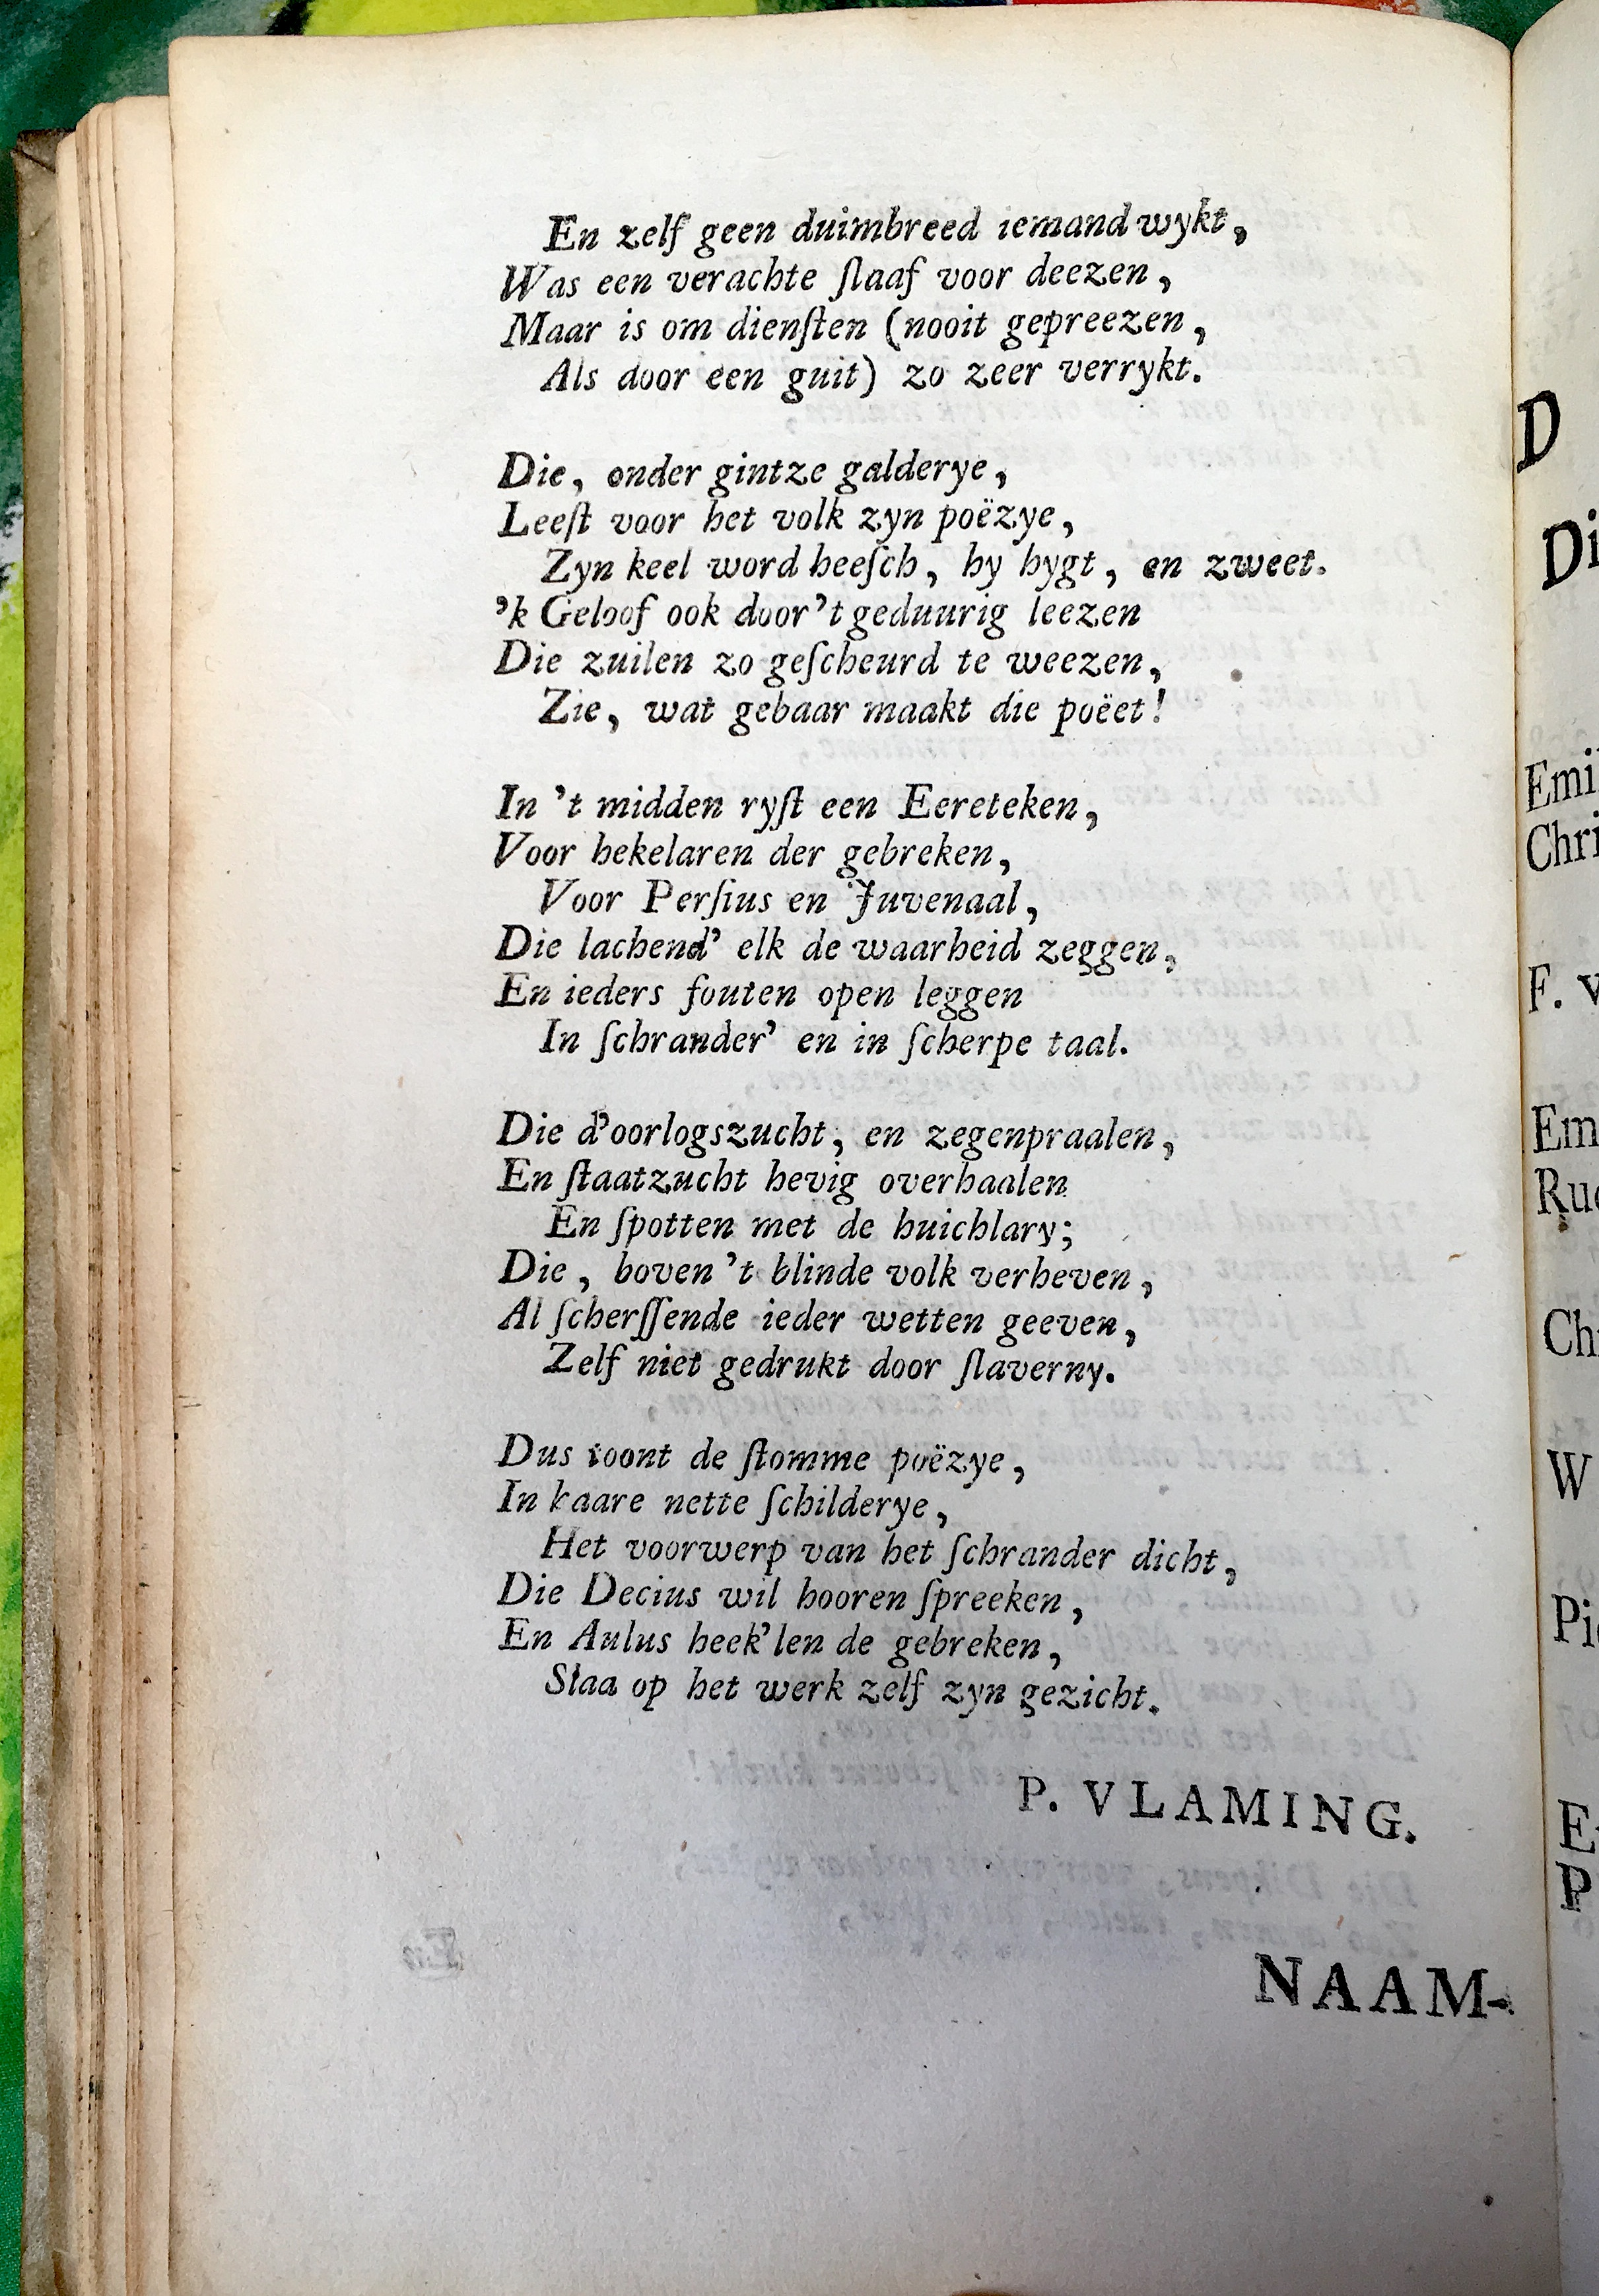 En zelf geen duimbreed iemand wykt,
Was een verachte ſlaaf voor deezen,
Maar is om dienſten (nooit gepreezen,
Als door een guit) zo zeer verrykt.
Die, onder gintze galderye,
Leeſt voor het volk zyn poëzye,
Zyn keel word heeſch, hy hygt, en zweet.
'k Geloof ook door't geduurig leezen
Die zuilen zo geſcheurd te weezen,
Zie, wat gebaar maakt die poëet!
In 't midden ryſt een Eereteken,
Voor hekelaren der gebreken,
Voor Perſius en Juvenaal,
Die lachend' elk de waarheid zeggen,
En ieders fouten open leggen
In ſchrander' en in ſcherpe taal.
Die d'oorlogszucht, en zegenpraalen,
En ſtaatzucht hevig overhaalen
En ſpotten met de huichlary;
Die, boven 't blinde volk verheven,
Al ſcherſſende ieder wetten geeven,
Zelf niet gedrukt door ſlaverny.
Dus toont de ſtomme poëzye,
In haare nette ſchilderye,
Het voorwerp van het ſchrander dicht,
Die Decius wil hooren ſpreeken,
En Aulus heek'len de gebreken,
Slaa op het werk zelf zyn gezicht.
P. VLAMING.
NAAM-
D
Di
Emi
Chri
F. v
Em
Ru
Ch
W
Pi
E
P